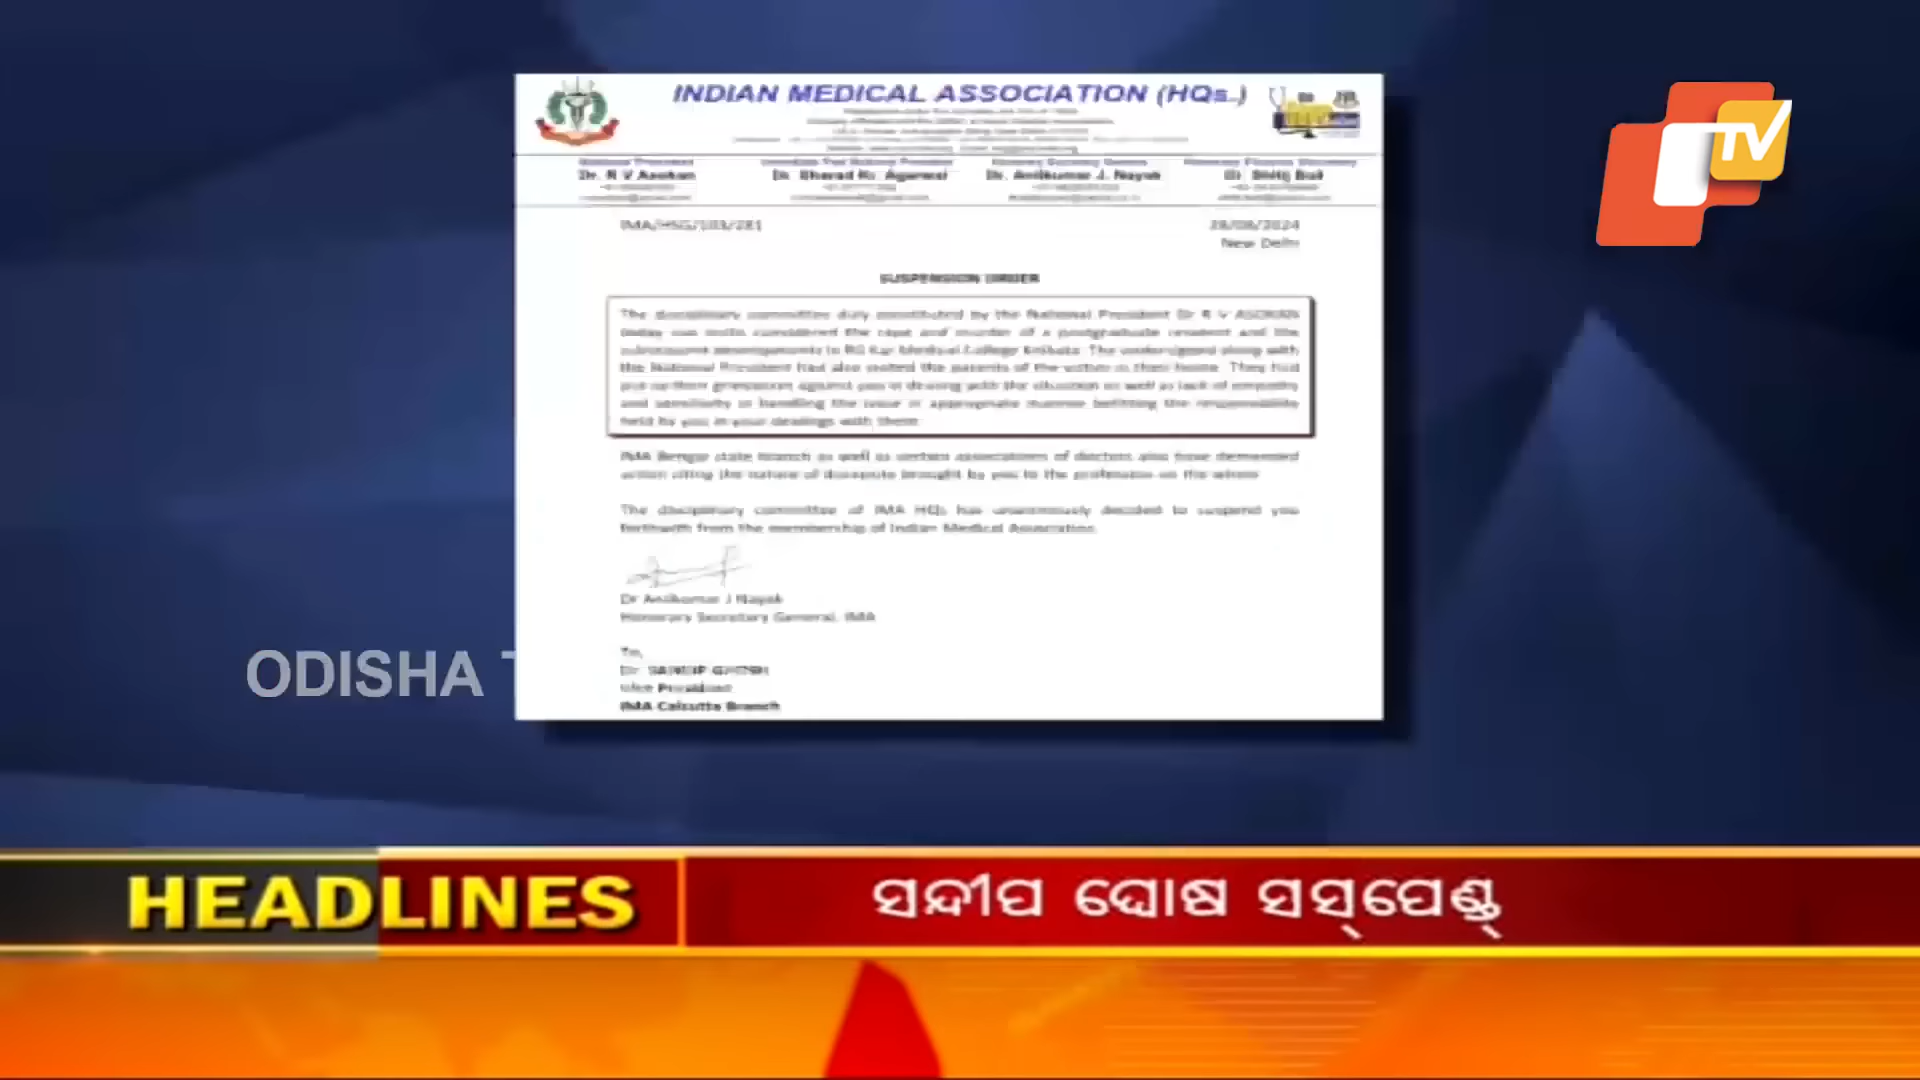 INDIAN MEDICAL ASSOCIATION (HQs.)
TV
Dr. R V Asokan Dr. Sharad Kr. Agarwal Dr. Anilkumar J. Nayak
IMA/HSG/103/281 28/08/2024
New Delhi
SUSPENSION ORDER
The disciplinary committee duly constituted by the National President Dr R V ASOKAN
today considered the rape and murder of a postgraduate resident and the
subsequent developments in RG Kar Medical College Kolkata. The undersigned along with
the National President had also visited the parents of the victim in their home. They had
put up their grievances against you in dealing with the situation as well as lack of empathy
and sensitivity in handling the issue in appropriate manner befitting the responsibility
held by you in your dealings with them.
IMA Bengal state branch as well as certain associations of doctors also have demanded
action citing the nature of disrepute brought by you to the profession on the whole.
The disciplinary committee of IMA HQs has unanimously decided to suspend you
forthwith from the membership of Indian Medical Association.
Dr Anilkumar J Nayak
Honorary Secretary General, IMA
To,
Dr. SANDIP GHOSH
Vice President
IMA Calcutta Branch
ODISHA
HEADLINES ସନ୍ଦୀପ ଘୋଷ ସସ୍‌ପେଣ୍ଡ୍